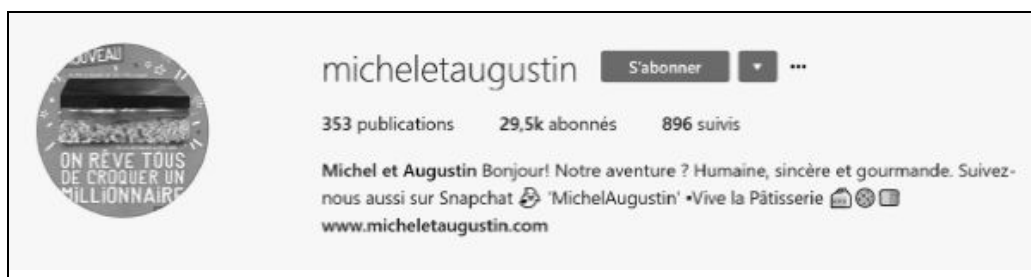 NOUVEAU
ON RÊVE TOUS
DE CROQUER UN
MILLIONNAIRE
micheletaugustin S'abonner ...
353 publications 29,5k abonnés 896 suivis
Michel et Augustin Bonjour! Notre aventure ? Humaine, sincère et gourmande. Suivez-
nous aussi sur Snapchat 'MichelAugustin' •Vive la Pâtisserie
www.micheletaugustin.com